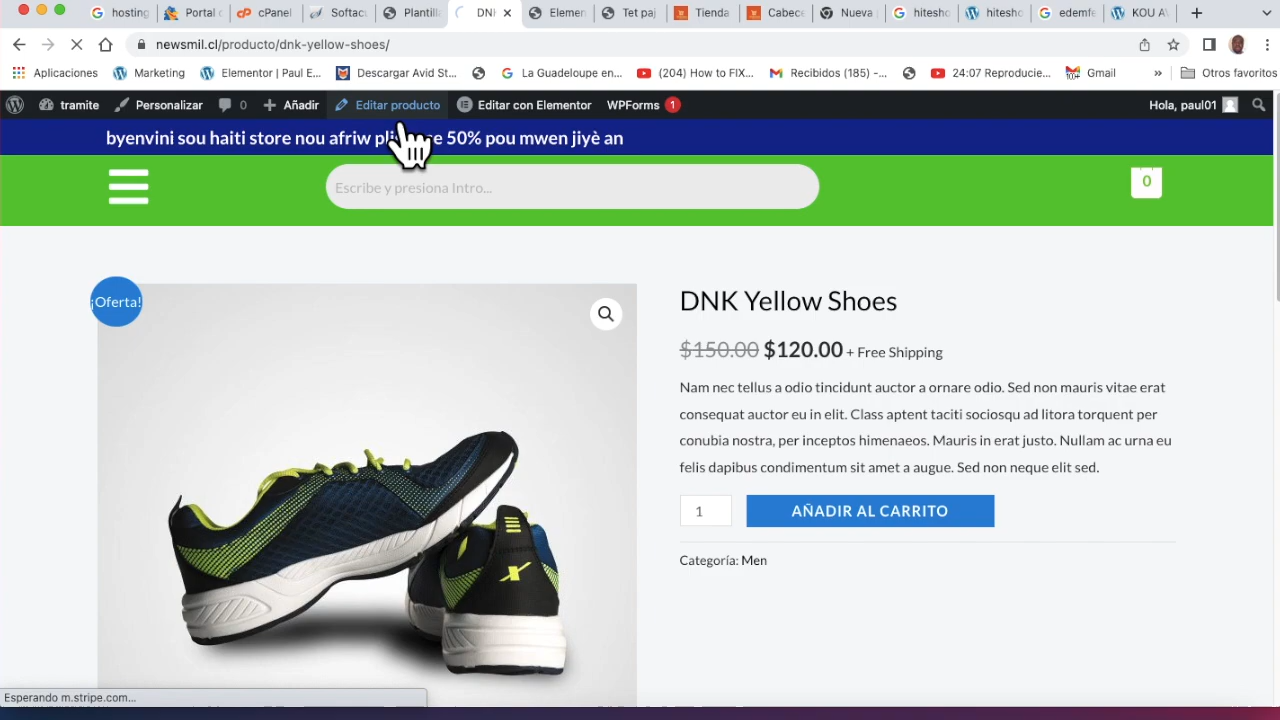 hosting
Portal c
cPanel
Softacu
Plantill
DNK
Elemen
Tet paj
Tienda
Cabece
Nueva
hitesho
hitesho
edemfe
KOU AV
newsmil.cl/producto/dnk-yellow-shoes/
Aplicaciones
Marketing
Elementor | Paul E...
Descargar Avid St...
La Guadeloupe en...
(204) How to FIX...
Recibidos (185) -...
24:07 Reproducie...
Gmail
»
Otros favoritos
tramite
Personalizar
0
Añadir
Editar producto
Editar con Elementor
WPForms 1
Hola, paul01
byenvini sou haiti store nou afriw 50% pou mwen jiyè an
Escribe y presiona Intro...
0
¡Oferta!
DNK Yellow Shoes
$150.00 $120.00 + Free Shipping
Nam nec tellus a odio tincidunt auctor a ornare odio. Sed non mauris vitae erat
consequat auctor eu in elit. Class aptent taciti sociosqu ad litora torquent per
conubia nostra, per inceptos himenaeos. Mauris in erat justo. Nullam ac urna eu
felis dapibus condimentum sit amet a augue. Sed non neque elit sed.
1
AÑADIR AL CARRITO
Categoría: Men
Esperando m.stripe.com...